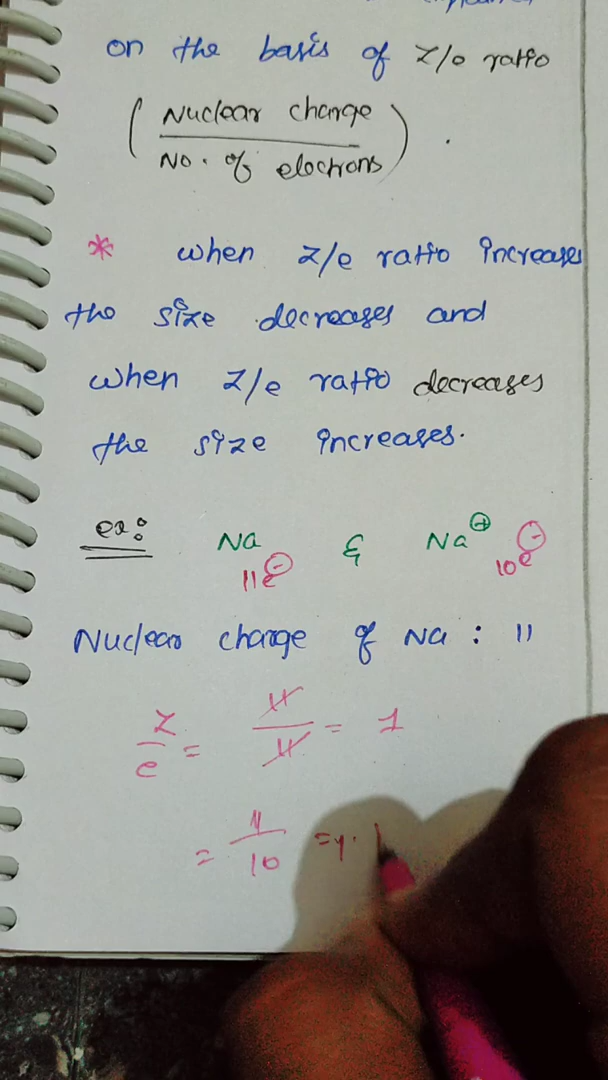 on the basis of Z/e ratio
( Nuclear charge
No. of electrons ) .
* when Z/e ratio increases
the size decreases and
when Z/e ratio decreases
the size increases.
ex: Na 11e⊖ & Na⊕ 10e⊖
Nuclear charge of Na : 11
Z/e = 11/11 = 1
= 11/10 = 1.1